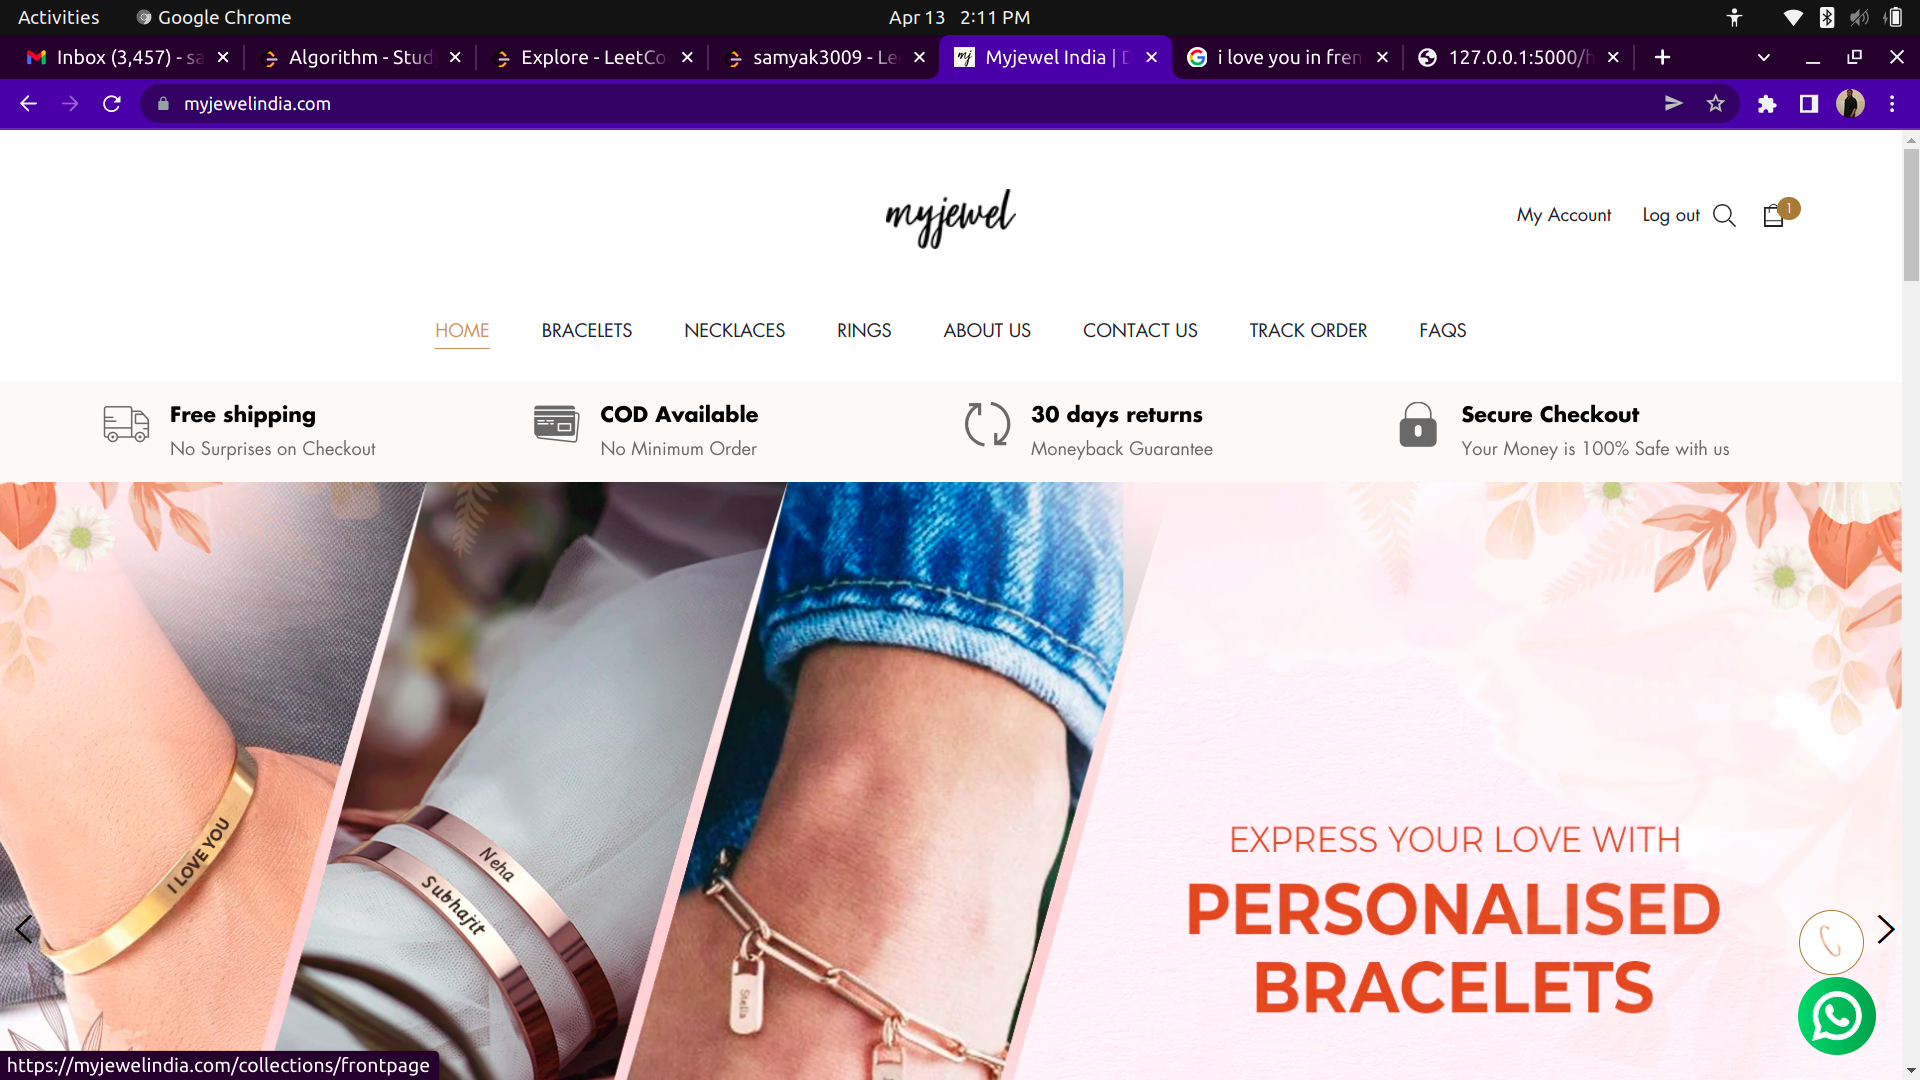 Activities
Google Chrome
Apr 13 2:11 PM
Inbox (3,457) - sa
Algorithm - Stud
Explore - LeetCo
samyak3009 - Le
Myjewel India | D
i love you in fren
127.0.0.1:5000/h
myjewelindia.com
myjewel
My Account
Log out
1
HOME
BRACELETS
NECKLACES
RINGS
ABOUT US
CONTACT US
TRACK ORDER
FAQS
Free shipping
No Surprises on Checkout
COD Available
No Minimum Order
30 days returns
Moneyback Guarantee
Secure Checkout
Your Money is 100% Safe with us
I LOVE YOU
Neha
Subhajit
Stella
EXPRESS YOUR LOVE WITH
PERSONALISED
BRACELETS
https://myjewelindia.com/collections/frontpage